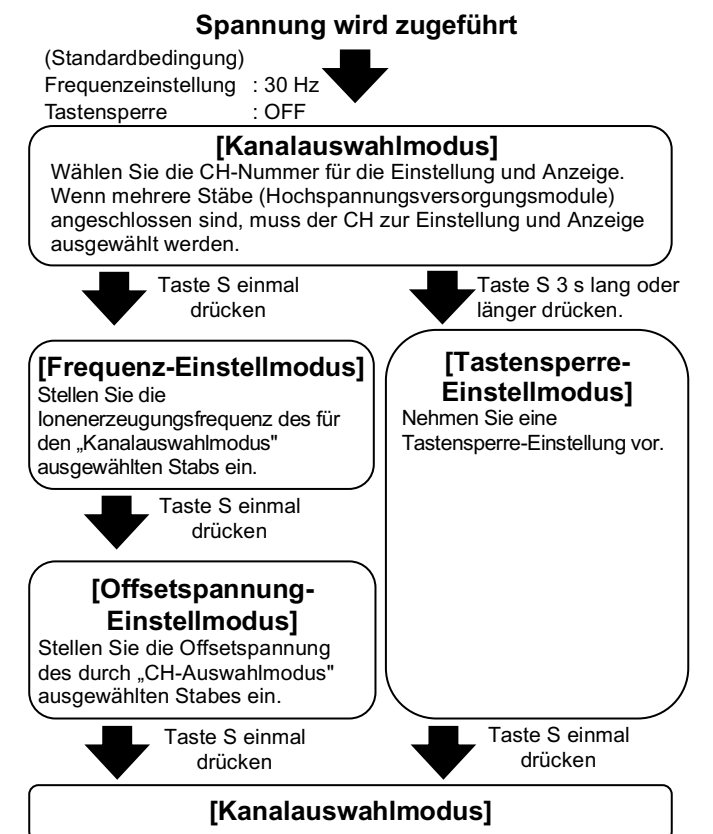 Spannung wird zugeführt
(Standardbedingung)
Frequenzeinstellung : 30 Hz
Tastensperre : OFF
[Kanalauswahlmodus]
Wählen Sie die CH-Nummer für die Einstellung und Anzeige.
Wenn mehrere Stäbe (Hochspannungsversorgungsmodule)
angeschlossen sind, muss der CH zur Einstellung und Anzeige
ausgewählt werden.
Taste S einmal
drücken
Taste S 3 s lang oder
länger drücken.
[Frequenz-Einstellmodus]
Stellen Sie die
Ionenerzeugungsfrequenz des für
den „Kanalauswahlmodus"
ausgewählten Stabs ein.
[Tastensperre-
Einstellmodus]
Nehmen Sie eine
Tastensperre-Einstellung vor.
Taste S einmal
drücken
[Offsetspannung-
Einstellmodus]
Stellen Sie die Offsetspannung
des durch „CH-Auswahlmodus"
ausgewählten Stabes ein.
Taste S einmal
drücken
Taste S einmal
drücken
[Kanalauswahlmodus]